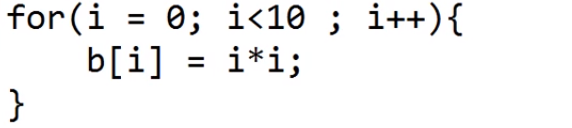 for(i = 0; i<10 ; i++){
    b[i] = i*i;
}